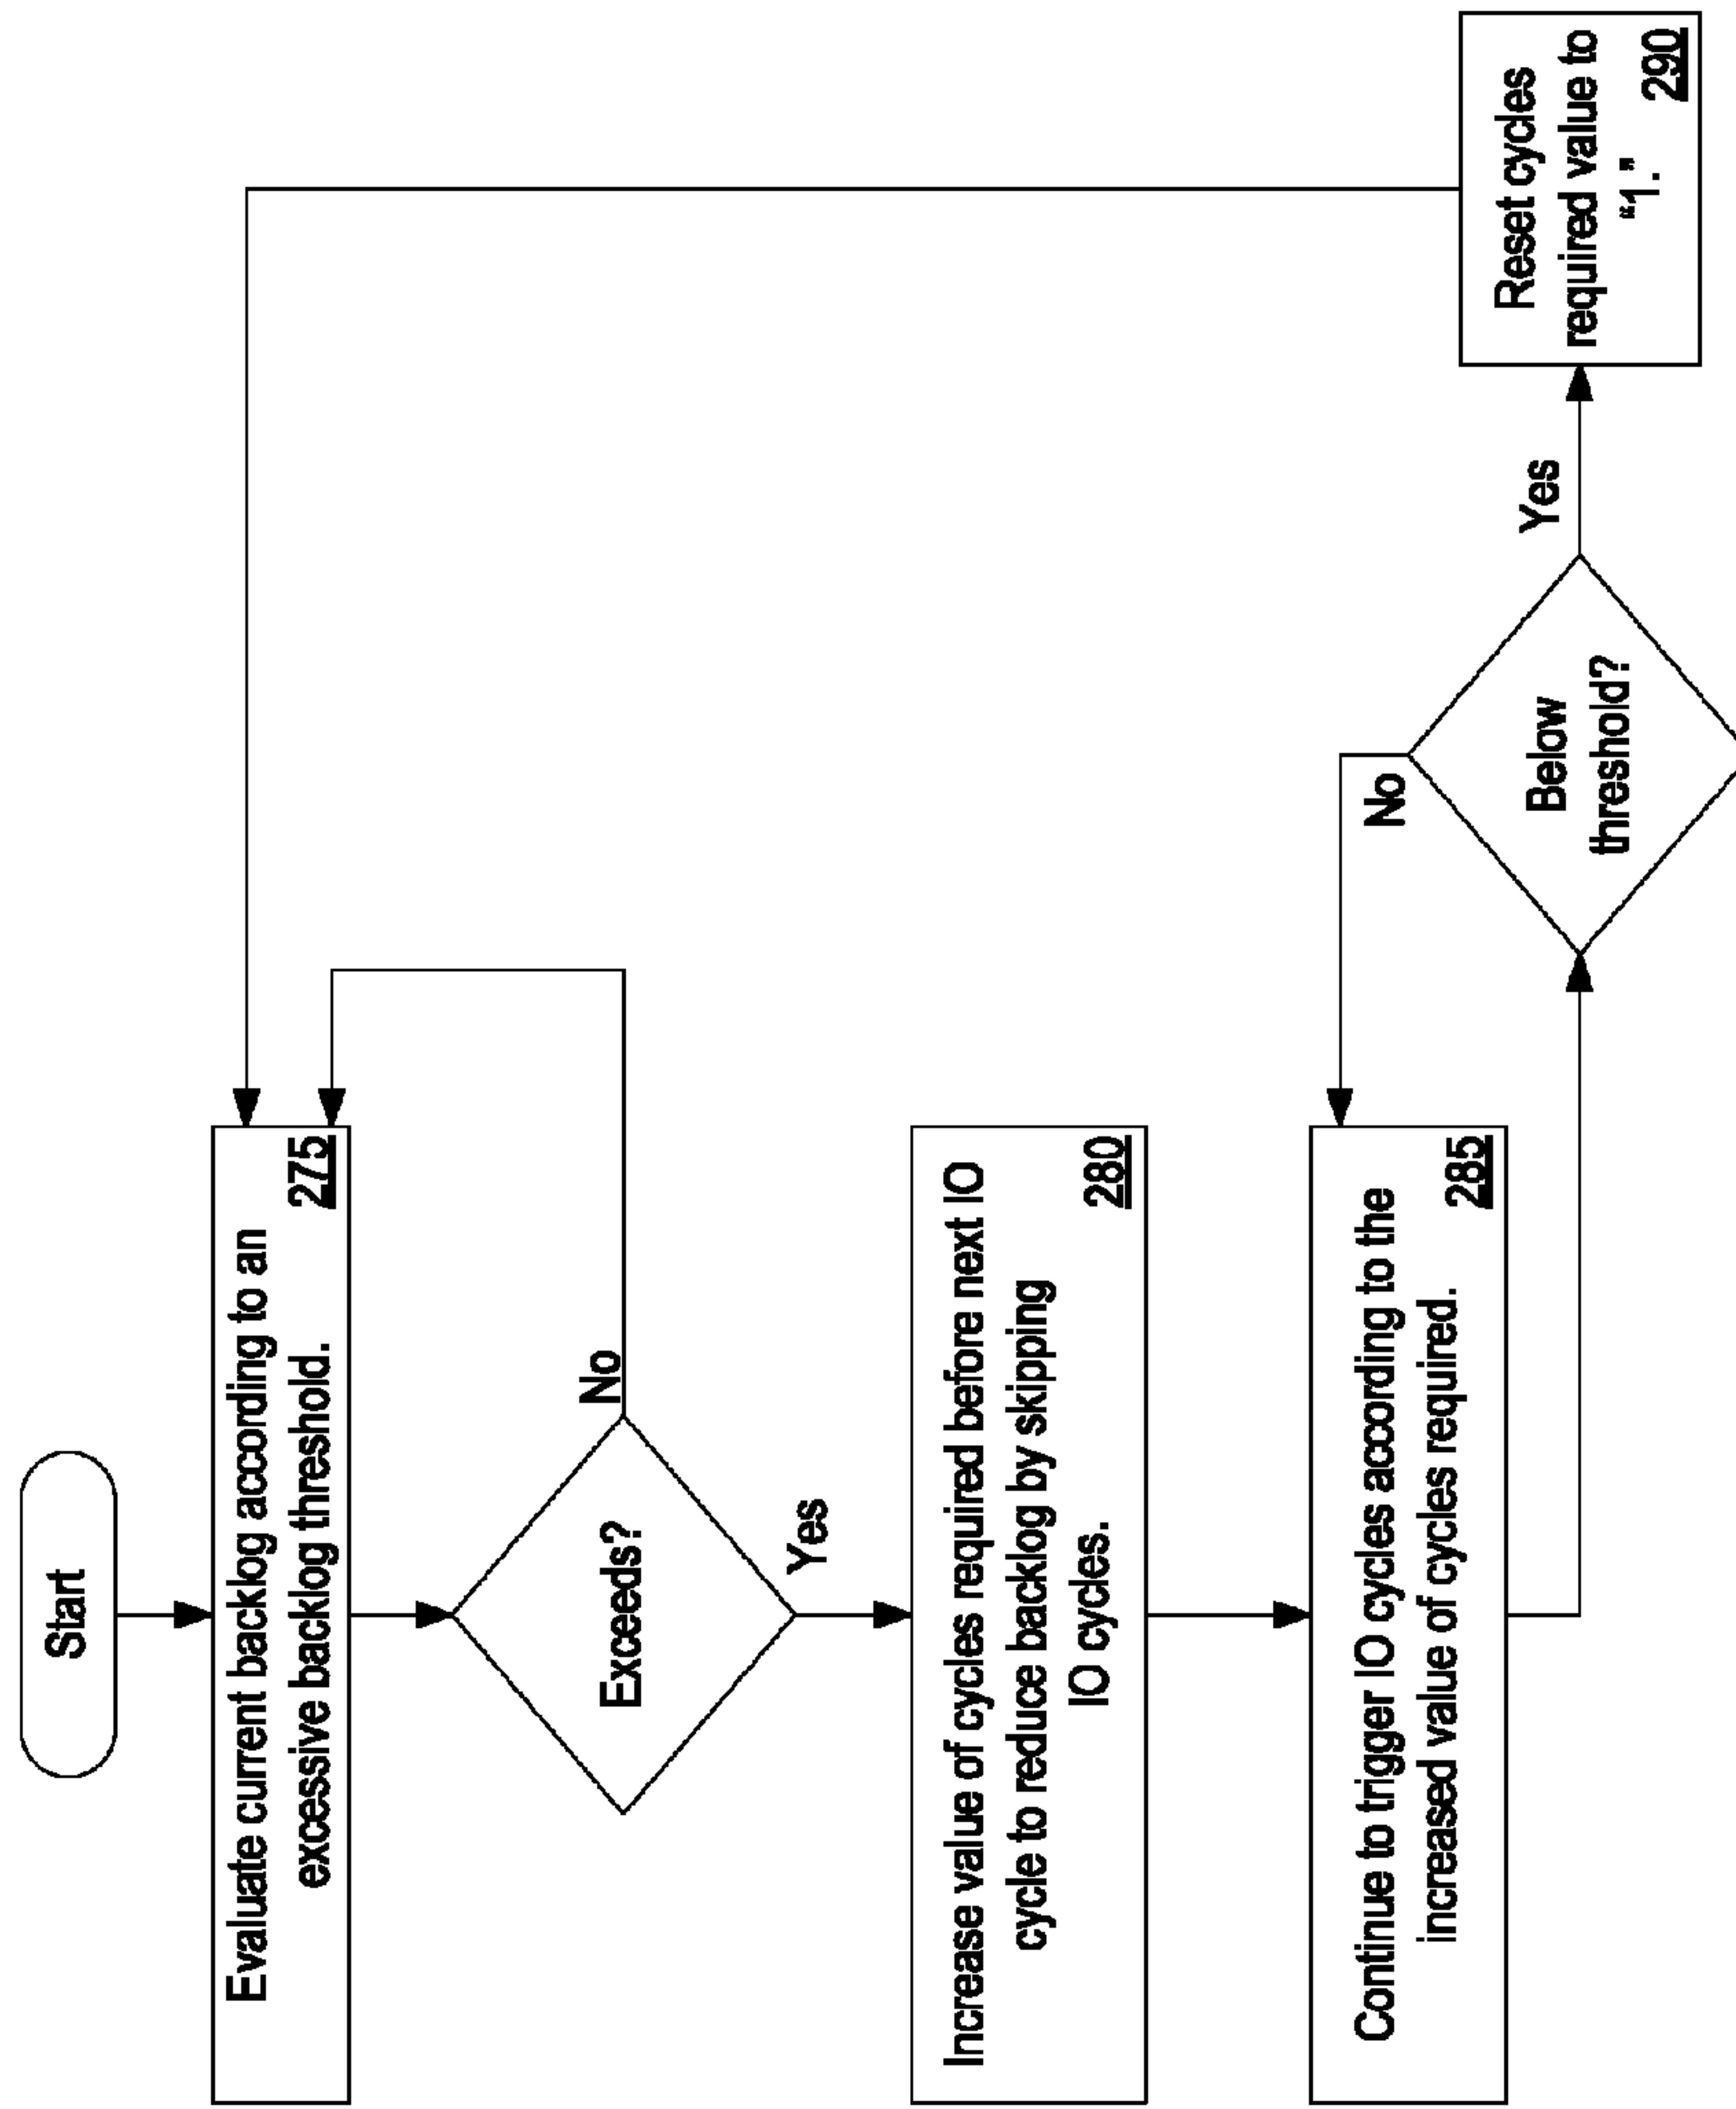 Start
Evaluate current backlog according to an
excessive backlog threshold.
275
Exceeds?
No
Yes
Increase value of cycles required before next IO
cycle to reduce backlog by skipping
IO cycles.
280
Continue to trigger IO cycles according to the
increased value of cycles required.
285
Below
threshold?
No
Yes
Reset cycles
required value to
“1.”
290